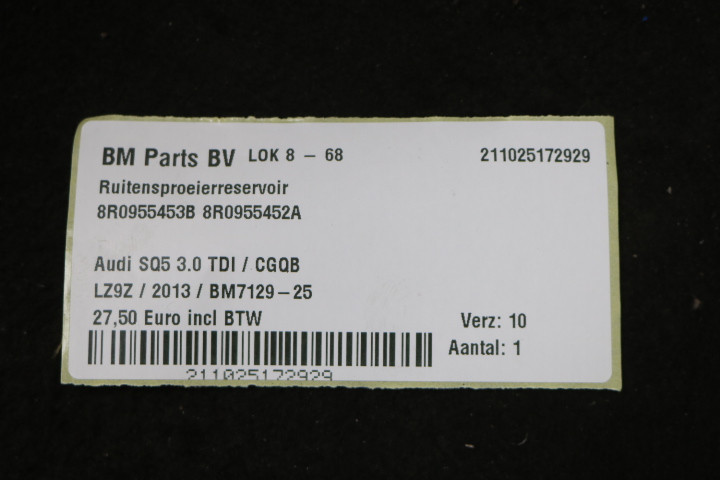 BM Parts BV LOK 8 - 68 211025172929
Ruitensproeierreservoir
8R0955453B 8R0955452A
Audi SQ5 3.0 TDI / CGQB
LZ9Z / 2013 / BM7129-25
27,50 Euro incl BTW Verz: 10
Aantal: 1
211025172929